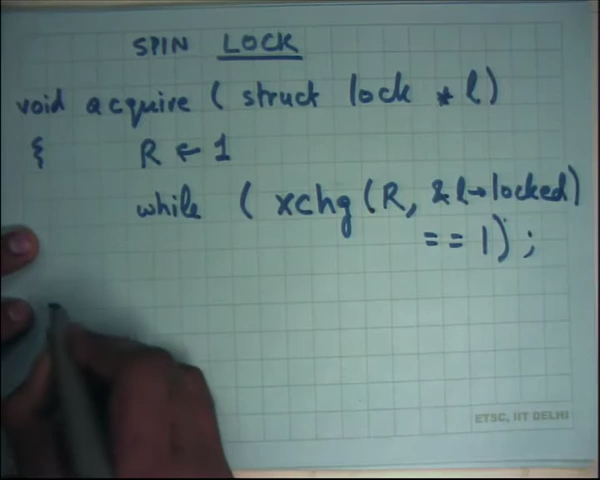 SPIN LOCK
void acquire ( struct lock * l)
{ R ← 1
while ( xchg (R, &l→locked)
== 1) ;
ETSC, IIT DELHI